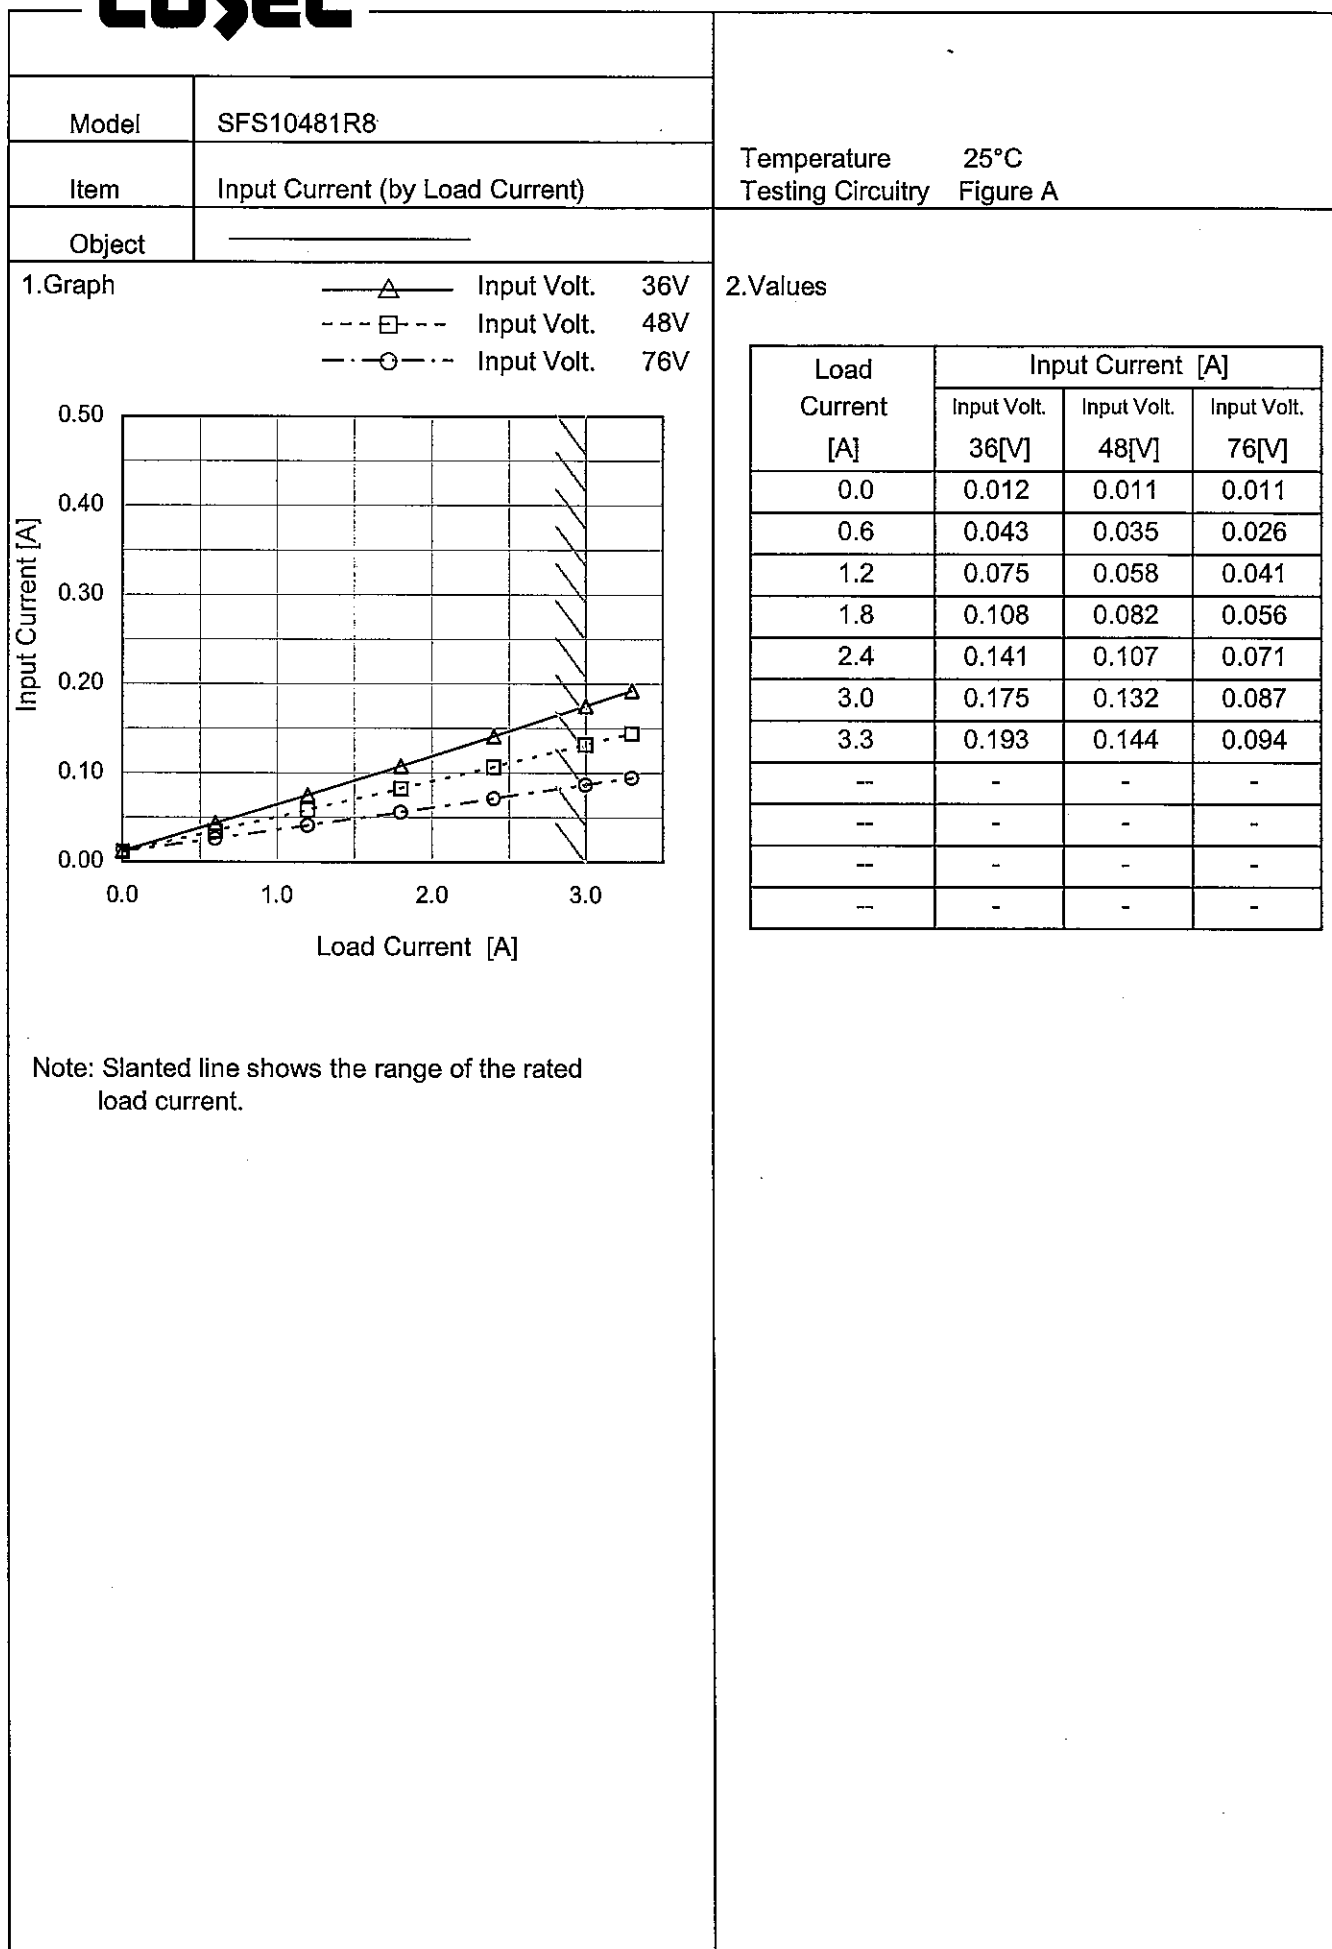 COSEL
Model SFS10481R8
Item Input Current (by Load Current)
Object
Temperature 25°C
Testing Circuitry Figure A
1.Graph
Input Volt. 36V
Input Volt. 48V
Input Volt. 76V
0.50
0.40
0.30
0.20
0.10
0.00
Input Current [A]
0.0 1.0 2.0 3.0
Load Current [A]
Note: Slanted line shows the range of the rated
load current.
2.Values
Load Input Current [A]
Current Input Volt. Input Volt. Input Volt.
[A] 36[V] 48[V] 76[V]
0.0 0.012 0.011 0.011
0.6 0.043 0.035 0.026
1.2 0.075 0.058 0.041
1.8 0.108 0.082 0.056
2.4 0.141 0.107 0.071
3.0 0.175 0.132 0.087
3.3 0.193 0.144 0.094
-- - - -
-- - - -
-- - - -
-- - - -